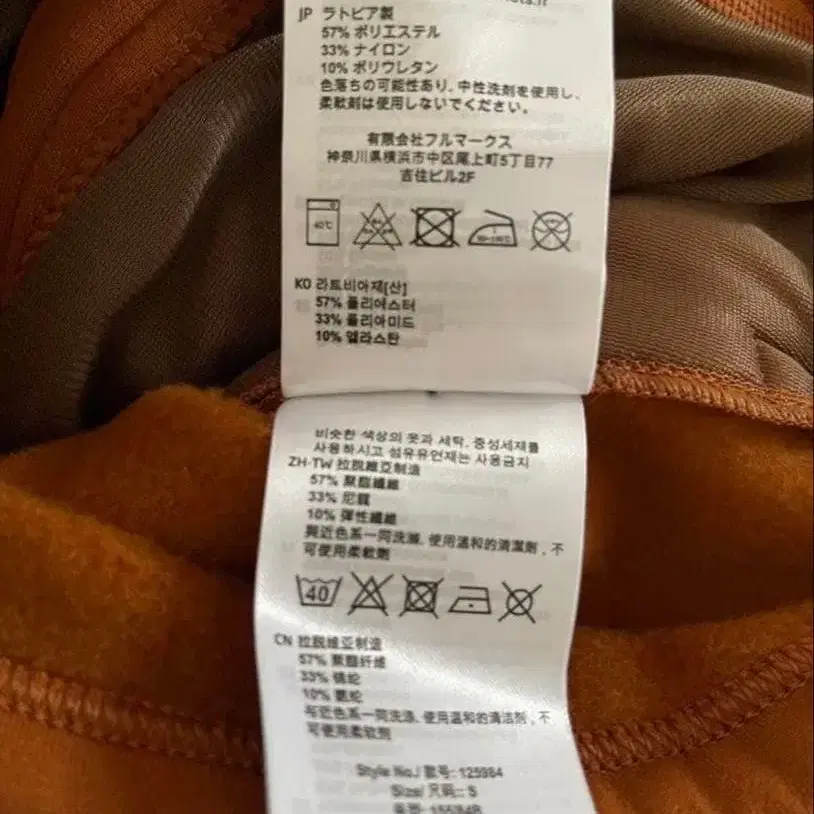 JP ラトビア製
57% ポリエステル
33% ナイロン
10% ポリウレタン
色落ちの可能性あり、中性洗剤を使用し、
柔軟剤は使用しないでください。
有限会社フルマークス
神奈川県横浜市中区尾上町5丁目77
吉住ビル2F
40℃
KO 라트비아제[산]
57% 폴리에스터
33% 폴리아미드
10% 엘라스탄
비슷한 색상의 옷과 세탁. 중성세제를
사용하시고 섬유유연제는 사용금지
ZH-TW 拉脱維亞制造
57% 聚酯纖維
33% 尼龍
10% 彈性纖維
與近色系一同洗滌, 使用溫和的清潔劑, 不
可使用柔軟劑
40
CN 拉脱維亚制造
57% 聚酯纤维
33% 锦纶
10% 氨纶
与近色系一同洗涤, 使用温和的清洁剂, 不
可使用柔软剂
Style No./ 款号: 125984
Size/ 尺码:: S